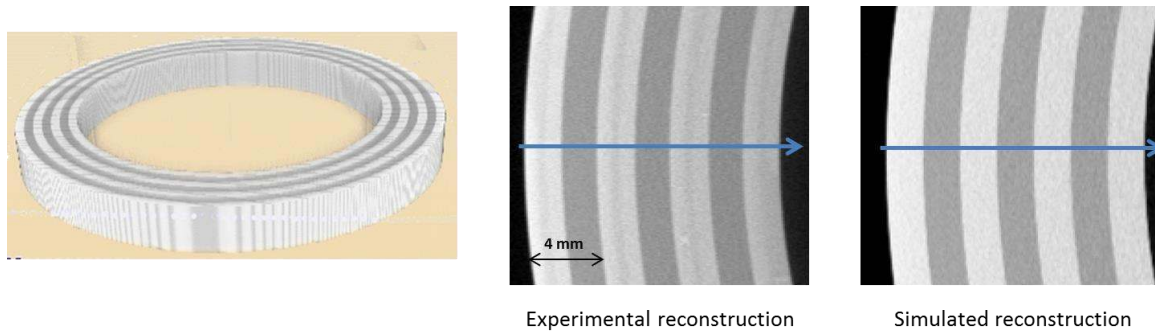 4 mm
Experimental reconstruction
Simulated reconstruction